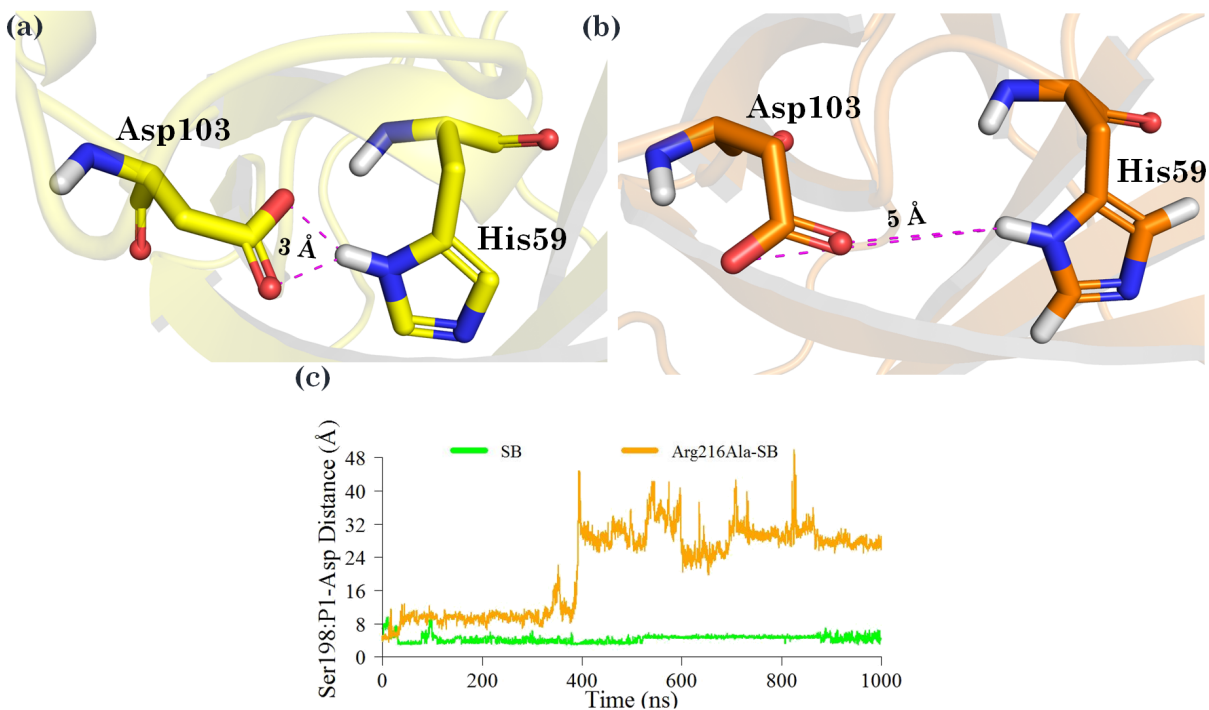 (a)
Asp103
3 Å
His59
(b)
Asp103
5 Å
His59
(c)
Ser198:P1-Asp Distance (Å)
SB
Arg216Ala-SB
48
40
32
24
16
8
0
0 200 400 600 800 1000
Time (ns)